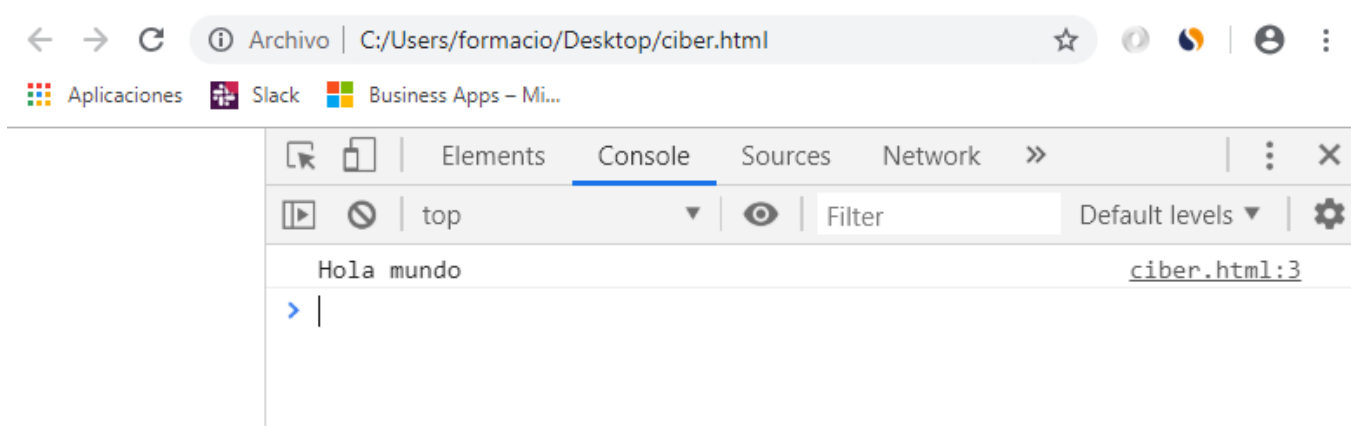 Archivo C:/Users/formacio/Desktop/ciber.html
Aplicaciones Slack Business Apps – Mi...
Elements Console Sources Network »
top Filter Default levels
Hola mundo ciber.html:3
>